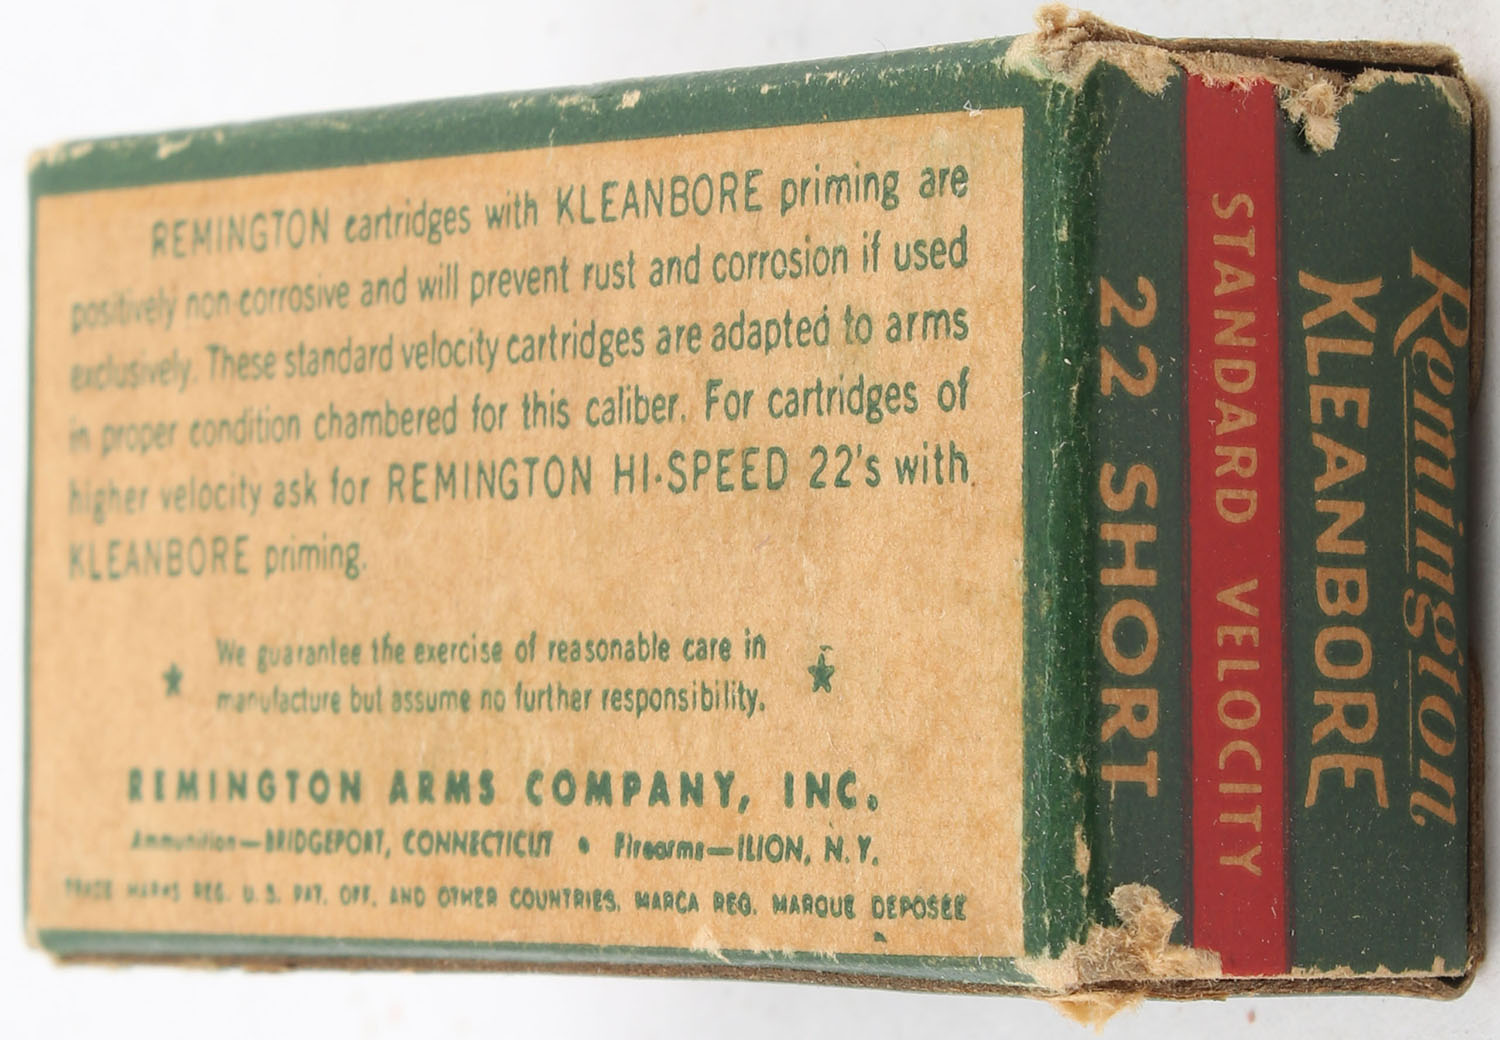 REMINGTON cartridges with KLEANBORE priming are
positively non-corrosive and will prevent rust and corrosion if used
exclusively. These standard velocity cartridges are adapted to arms
in proper condition chambered for this caliber. For cartridges of
higher velocity ask for REMINGTON HI-SPEED 22's with
KLEANBORE priming.
We guarantee the exercise of reasonable care in
manufacture but assume no further responsibility.
REMINGTON ARMS COMPANY, INC.
Ammunition—BRIDGEPORT, CONNECTICUT • Firearms—ILION, N.Y.
TRADE MARKS REG. U.S. PAT. OFF. AND OTHER COUNTRIES. MARCA REG. MARQUE DEPOSÉE
Remington
KLEANBORE
STANDARD VELOCITY
22 SHORT